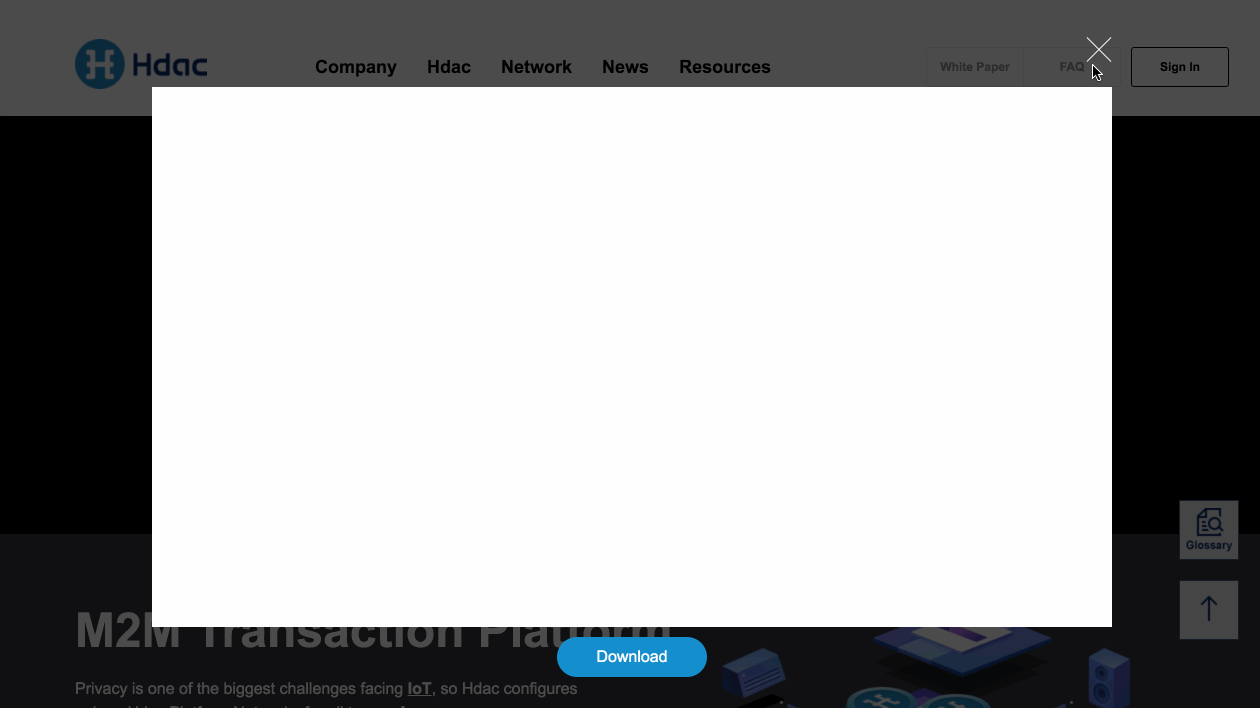 Hdac
Company Hdac Network News Resources
White Paper FAQ Sign In
Glossary
M2M Transaction Platform
Download
Privacy is one of the biggest challenges facing IoT, so Hdac configures